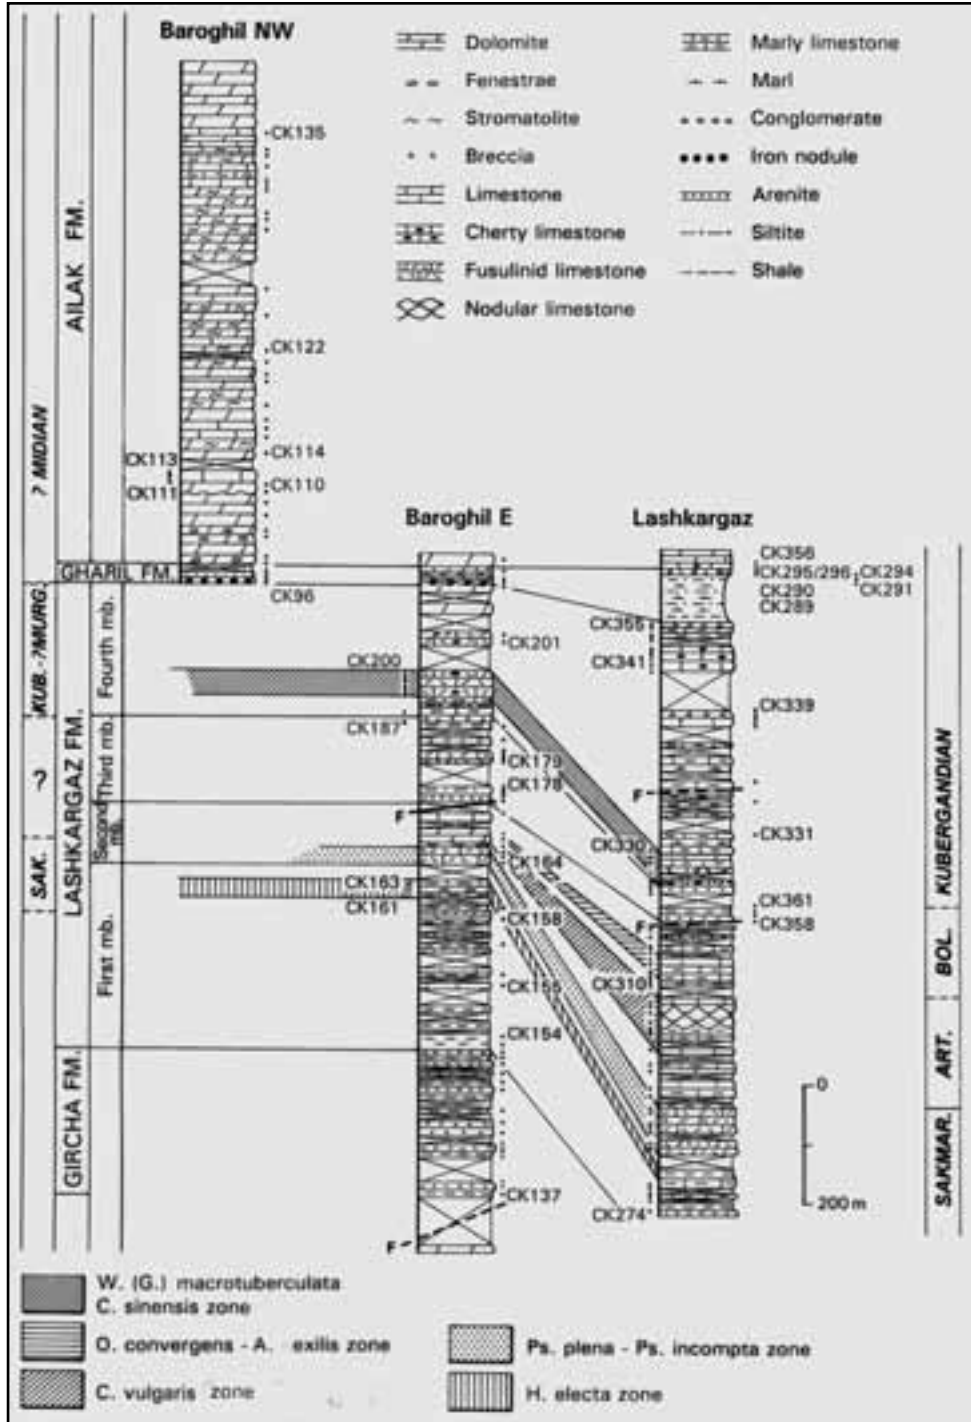 Baroghil NW
Dolomite
Fenestrae
Stromatolite
Breccia
Limestone
Cherty limestone
Fusulinid limestone
Nodular limestone
Marly limestone
Marl
Conglomerate
Iron nodule
Arenite
Siltite
Shale
CK135
CK122
CK114
CK113
CK110
CK111
AILAK FM.
? MIDIAN
GHARIL FM.
CK96
Baroghil E
Lashkargaz
CK356
CK295/296
CK294
CK290
CK291
CK289
CK355
CK341
CK339
CK201
CK200
CK187
CK179
CK178
F
F
CK331
CK330
CK164
CK163
CK161
CK158
CK361
CK358
F
CK310
CK155
CK154
CK137
CK274
F
KUB.-?MURG.
?
SAK.
LASHKARGAZ FM.
Fourth mb.
Third mb.
Second mb.
First mb.
GIRCHA FM.
KUBERGANDIAN
BOL.
ART.
SAKMAR.
0
200 m
W. (G.) macrotuberculata
C. sinensis zone
O. convergens - A. exilis zone
C. vulgaris zone
Ps. plena - Ps. incompta zone
H. electa zone